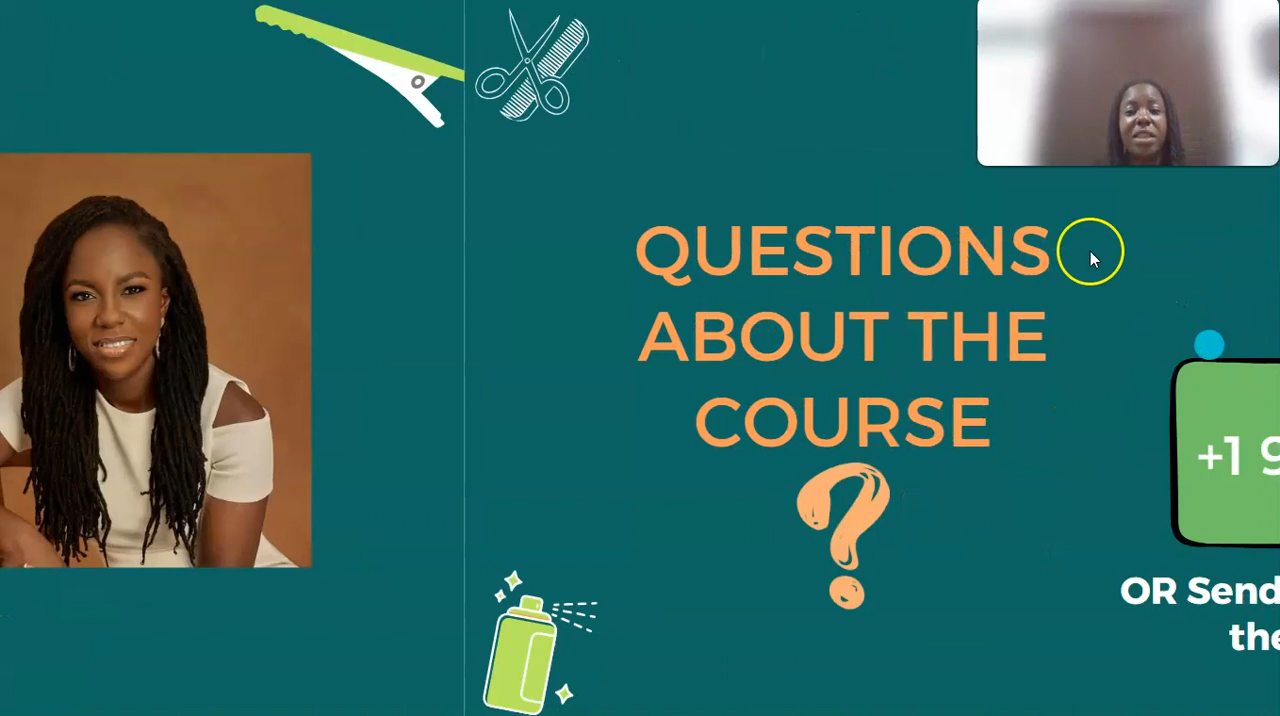 QUESTIONS
ABOUT THE
COURSE
?
+1 9
OR Send
the